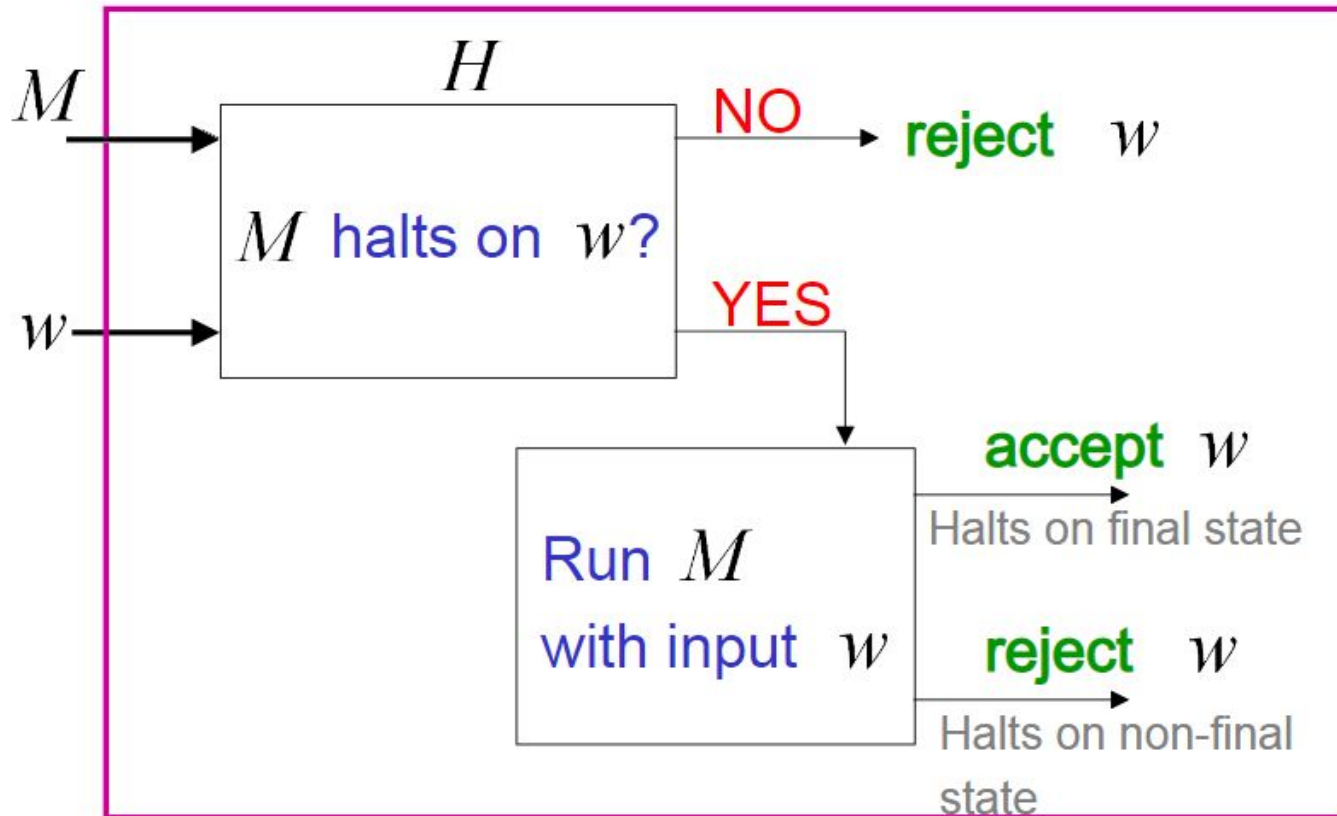 H
M
NO
reject w
M halts on w?
YES
w
accept w
Halts on final state
Run M
with input w
reject w
Halts on non-final
state